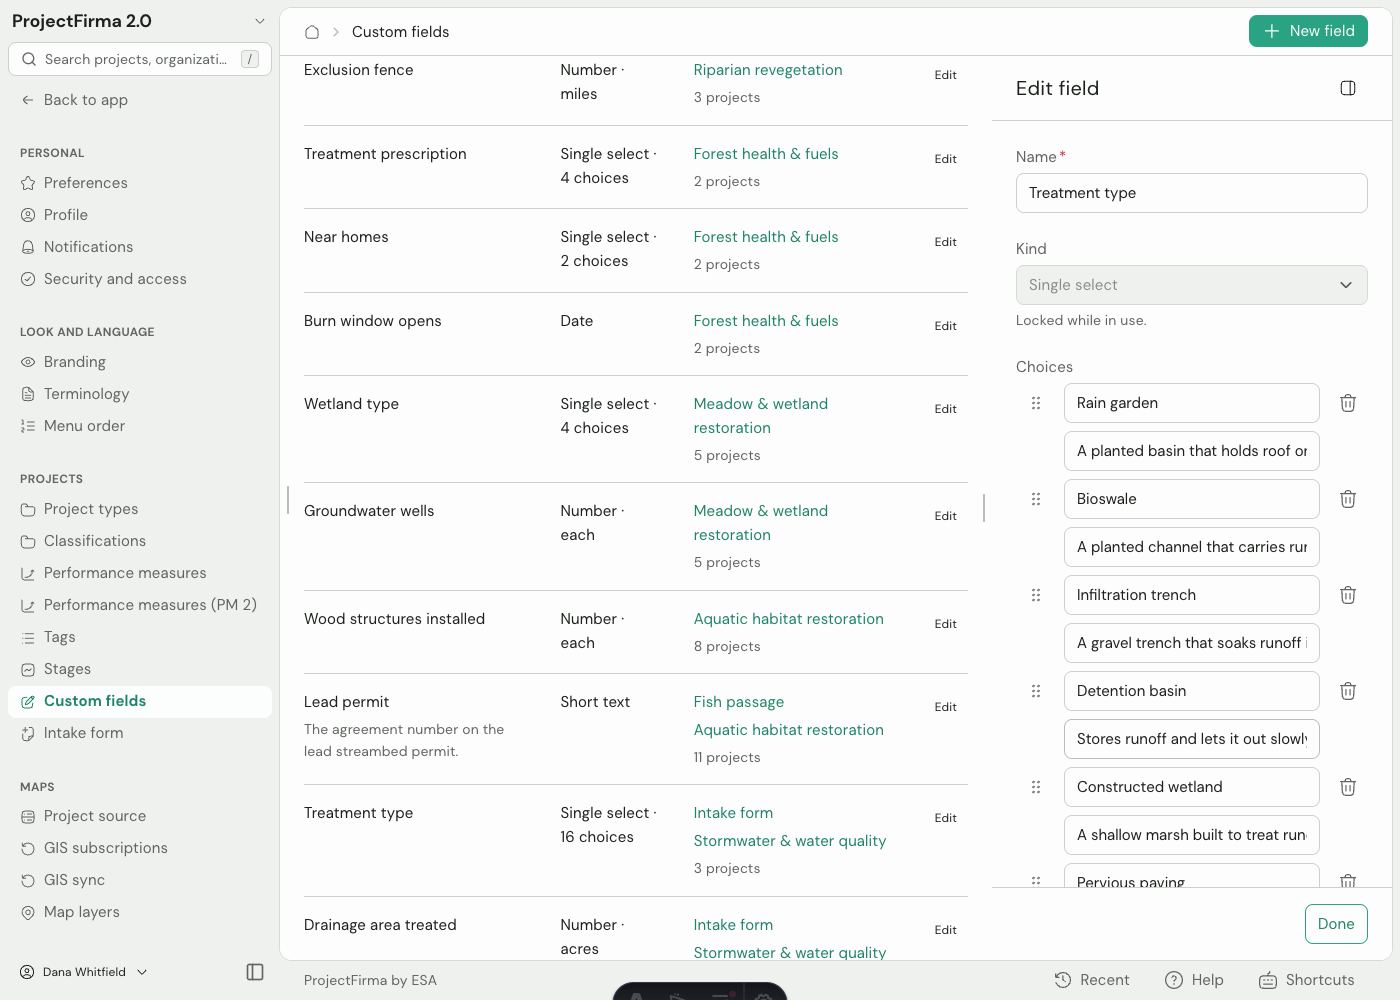 ProjectFirma 2.0
Search projects, organizati...
/
Back to app
PERSONAL
Preferences
Profile
Notifications
Security and access
LOOK AND LANGUAGE
Branding
Terminology
Menu order
PROJECTS
Project types
Classifications
Performance measures
Performance measures (PM 2)
Tags
Stages
Custom fields
Intake form
MAPS
Project source
GIS subscriptions
GIS sync
Map layers
Dana Whitfield
Custom fields
New field
Exclusion fence
Number ·
miles
Riparian revegetation
3 projects
Edit
Treatment prescription
Single select ·
4 choices
Forest health & fuels
2 projects
Edit
Near homes
Single select ·
2 choices
Forest health & fuels
2 projects
Edit
Burn window opens
Date
Forest health & fuels
2 projects
Edit
Wetland type
Single select ·
4 choices
Meadow & wetland
restoration
5 projects
Edit
Groundwater wells
Number ·
each
Meadow & wetland
restoration
5 projects
Edit
Wood structures installed
Number ·
each
Aquatic habitat restoration
8 projects
Edit
Lead permit
The agreement number on the
lead streambed permit.
Short text
Fish passage
Aquatic habitat restoration
11 projects
Edit
Treatment type
Single select ·
16 choices
Intake form
Stormwater & water quality
3 projects
Edit
Drainage area treated
Number ·
acres
Intake form
Stormwater & water quality
Edit
Edit field
Name *
Treatment type
Kind
Single select
Locked while in use.
Choices
Rain garden
A planted basin that holds roof or
Bioswale
A planted channel that carries
Infiltration trench
A gravel trench that soaks runoff
Detention basin
Stores runoff and lets it out slowly
Constructed wetland
A shallow marsh built to treat
Pervious paving
Done
ProjectFirma by ESA
Recent
Help
Shortcuts